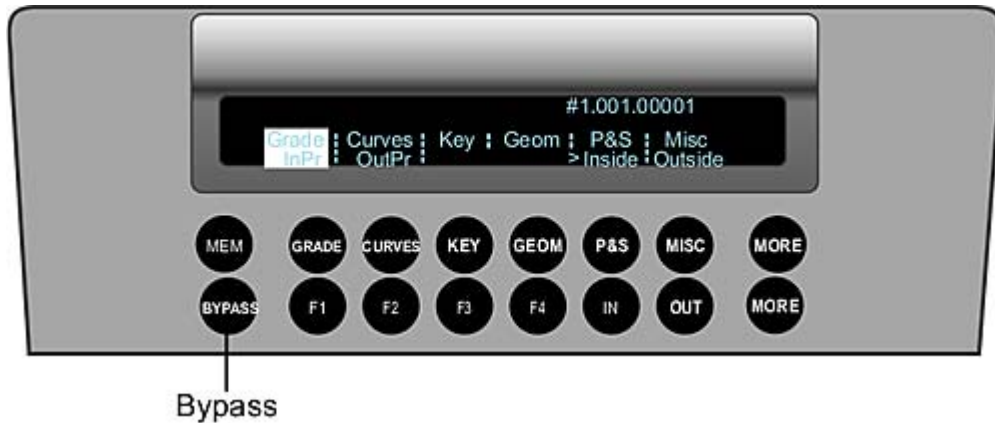 #1.001.00001
Grade Curves Key Geom P&S Misc
InPr OutPr >Inside Outside
MEM GRADE CURVES KEY GEOM P&S MISC MORE
BYPASS F1 F2 F3 F4 IN OUT MORE
Bypass